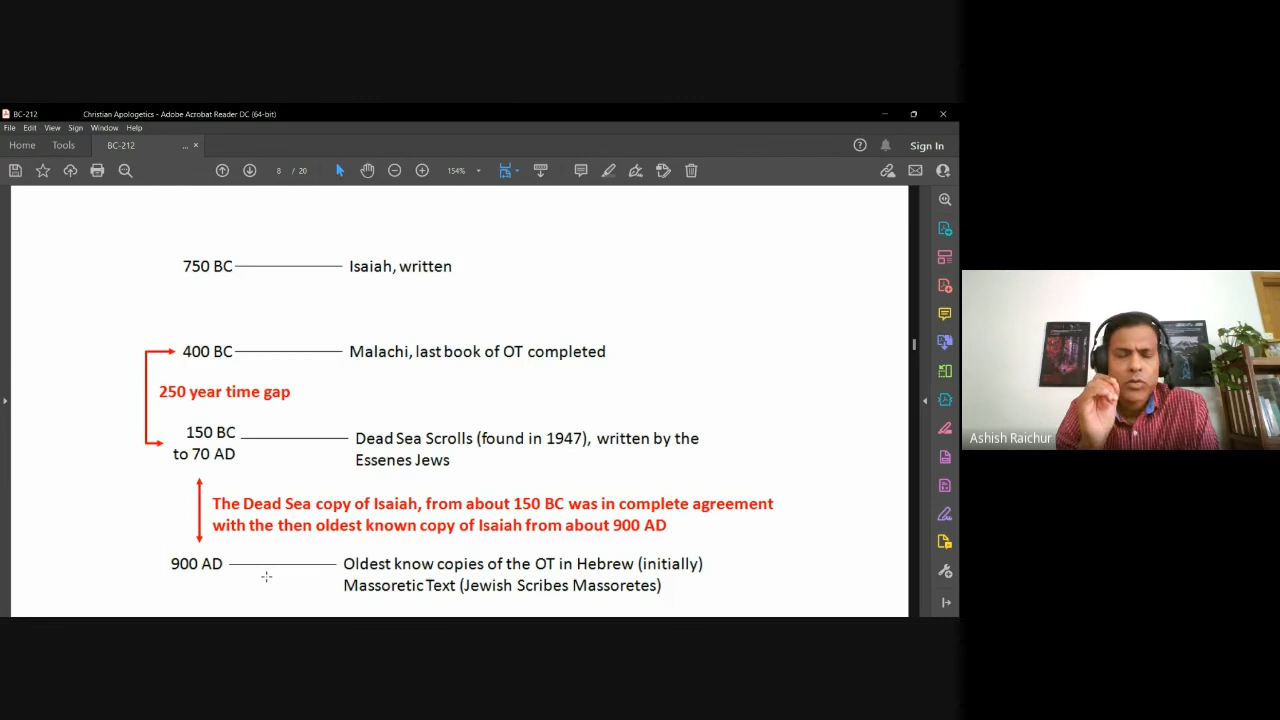 BC-212 Christian Apologetics - Adobe Acrobat Reader DC (64-bit)
File Edit View Sign Window Help
Home Tools BC-212 ... × Sign In
8 / 20 154%
750 BC Isaiah, written
400 BC Malachi, last book of OT completed
250 year time gap
150 BC
to 70 AD
Dead Sea Scrolls (found in 1947), written by the
Essenes Jews
The Dead Sea copy of Isaiah, from about 150 BC was in complete agreement
with the then oldest known copy of Isaiah from about 900 AD
900 AD Oldest know copies of the OT in Hebrew (initially)
Massoretic Text (Jewish Scribes Massoretes)
Ashish Raichur